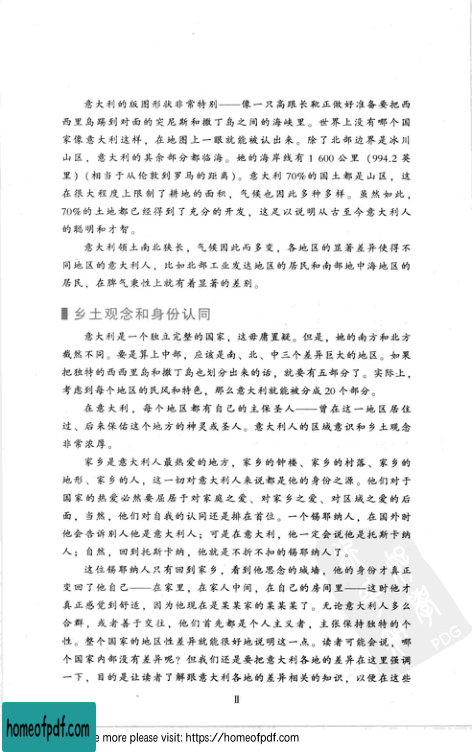 意大利的版图形状非常特别——像一只高跟长靴正做好准备要把西
西里岛踢到对面的突尼斯和撒丁岛之间的海峡里。世界上没有哪个国
家像意大利这样，在地图上一眼就能被认出来。除了北部边界是冰川
山区，意大利的其余部分都临海。她的海岸线有1 600 公里（994.2 英
里）（相当于从伦敦到罗马的距离）。意大利 70%的国土都是山区，这
在很大程度上限制了耕地的面积，气候也因此多种多样。虽然如此，
70%的土地都已经得到了充分的开发，这足以说明从古至今意大利人
的聪明和才智。
意大利领土南北狭长，气候因此而多变，各地区的显著差异使得不
同地区的意大利人，比如北部工业发达地区的居民和南部地中海地区的
居民，在脾气秉性上就有着显著的差别。
乡土观念和身份认同
意大利是一个独立完整的国家，这毋庸置疑。但是，她的南方和北方
截然不同。要是算上中部，应该是南、北、中三个差异巨大的地区。如果
把独特的西西里岛和撒丁岛也划分出来的话，就要有五部分了。实际上，
考虑到每个地区的民风和特色，那么意大利就能被分成 20 个部分。
在意大利，每个地区都有自己的主保圣人——曾在这一地区居住
过、后来保佑这个地方的神灵或圣人。意大利人的区域意识和乡土观念
非常浓厚。
家乡是意大利人最热爱的地方，家乡的钟楼、家乡的村落、家乡的
地形、家乡的人，这一切对意大利人来说都是他的身份之源。他们对于
国家的热爱必然要屈居于对家庭之爱、对家乡之爱、对区域之爱的后
面，当然，他们对自我的认同还是排在首位。一个锡耶纳人，在国外时
他会告诉别人他是意大利人；可是在意大利，他一定会说他是托斯卡纳
人；自然，回到托斯卡纳，他就是不折不扣的锡耶纳人了。
这位锡耶纳人只有回到家乡，看到他思念的城墙，他的身份才真正
变回了他自己——在家里，在家人中间，在自己的房间里——这时他才
真正感觉到舒适，因为他现在是某某家的某某某了。无论意大利人多么
合群，或者善于交往，他们首先都是个人主义者，主张保持独特的个
性。整个国家的地区性差异就能很好地说明这一点。读者可能会说，哪
个国家内部没有差异呢？但我们还是要把意大利各地的差异在这里强调
一下，目的是让读者了解跟意大利各地的差异相关的知识，以便在这些
II
PDG
homeofpdf.com
e more please visit: https://homeofpdf.com